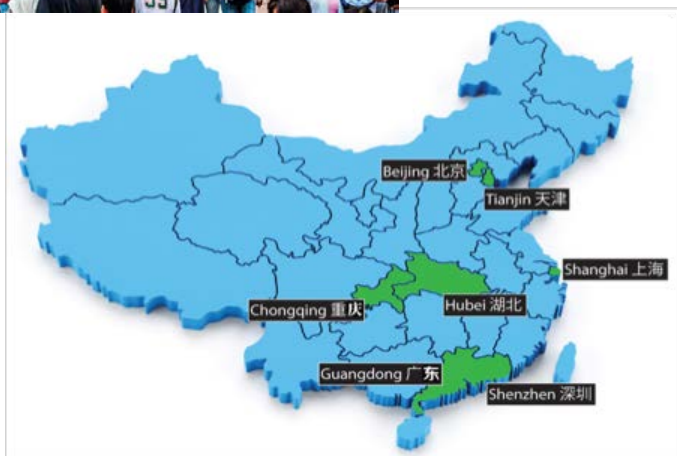 Beijing 北京
Tianjin 天津
Shanghai 上海
Chongqing 重庆
Hubei 湖北
Guangdong 广东
Shenzhen 深圳